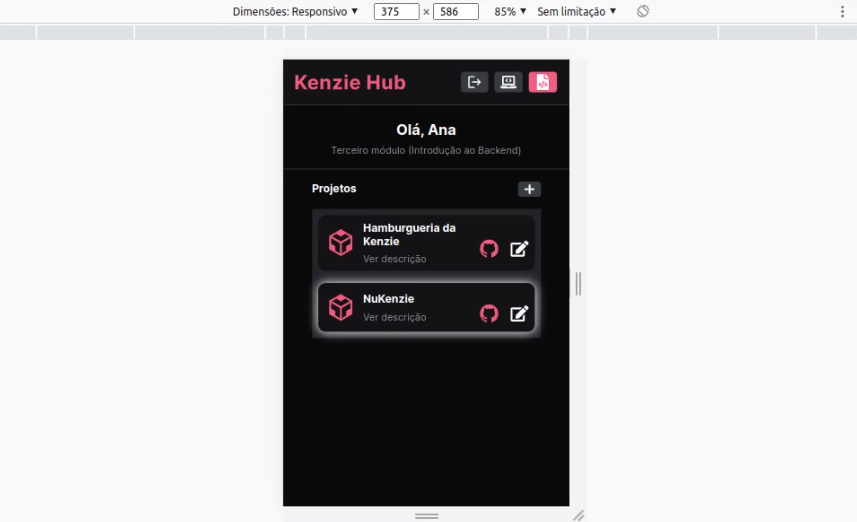 Dimensões: Responsivo 375 × 586 85% Sem limitação
Kenzie Hub
Olá, Ana
Terceiro módulo (Introdução ao Backend)
Projetos
Hamburgueria da
Kenzie
Ver descrição
NuKenzie
Ver descrição